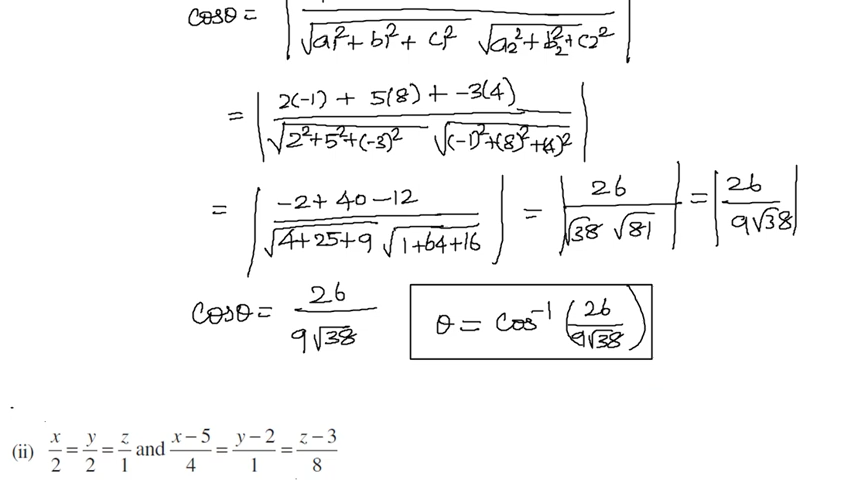 cosθ = | / √(a₁² + b₁² + c₁²) √(a₂² + b₂² + c₂²) |
= | 2(-1) + 5(8) + -3(4) / √(2²+5²+(-3)²) √((-1)²+(8)²+(4)²) |
= | -2 + 40 - 12 / √(4+25+9) √(1+64+16) | = | 26 / √38 √81 | = | 26 / 9√38 |
cosθ = 26 / 9√38 θ = cos⁻¹ ( 26 / 9√38 )
(ii) x/2 = y/2 = z/1 and x−5/4 = y−2/1 = z−3/8